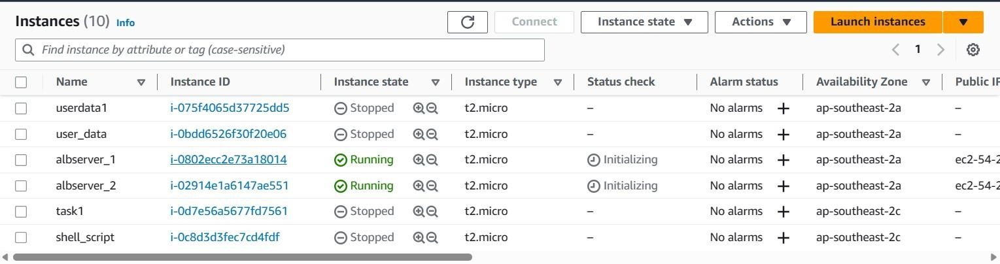 Instances (10) Info Connect Instance state Actions Launch instances
Find instance by attribute or tag (case-sensitive) 1
Name Instance ID Instance state Instance type Status check Alarm status Availability Zone Public IP
userdata1 i-075f4065d37725dd5 Stopped t2.micro – No alarms + ap-southeast-2a –
user_data i-0bdd6526f30f20e06 Stopped t2.micro – No alarms + ap-southeast-2a –
albserver_1 i-0802ecc2e73a18014 Running t2.micro Initializing No alarms + ap-southeast-2a ec2-54-2
albserver_2 i-02914e1a6147ae551 Running t2.micro Initializing No alarms + ap-southeast-2a ec2-54-2
task1 i-0d7e56a5677fd7561 Stopped t2.micro – No alarms + ap-southeast-2c –
shell_script i-0c8d3d3fec7cd4fdf Stopped t2.micro – No alarms + ap-southeast-2c –